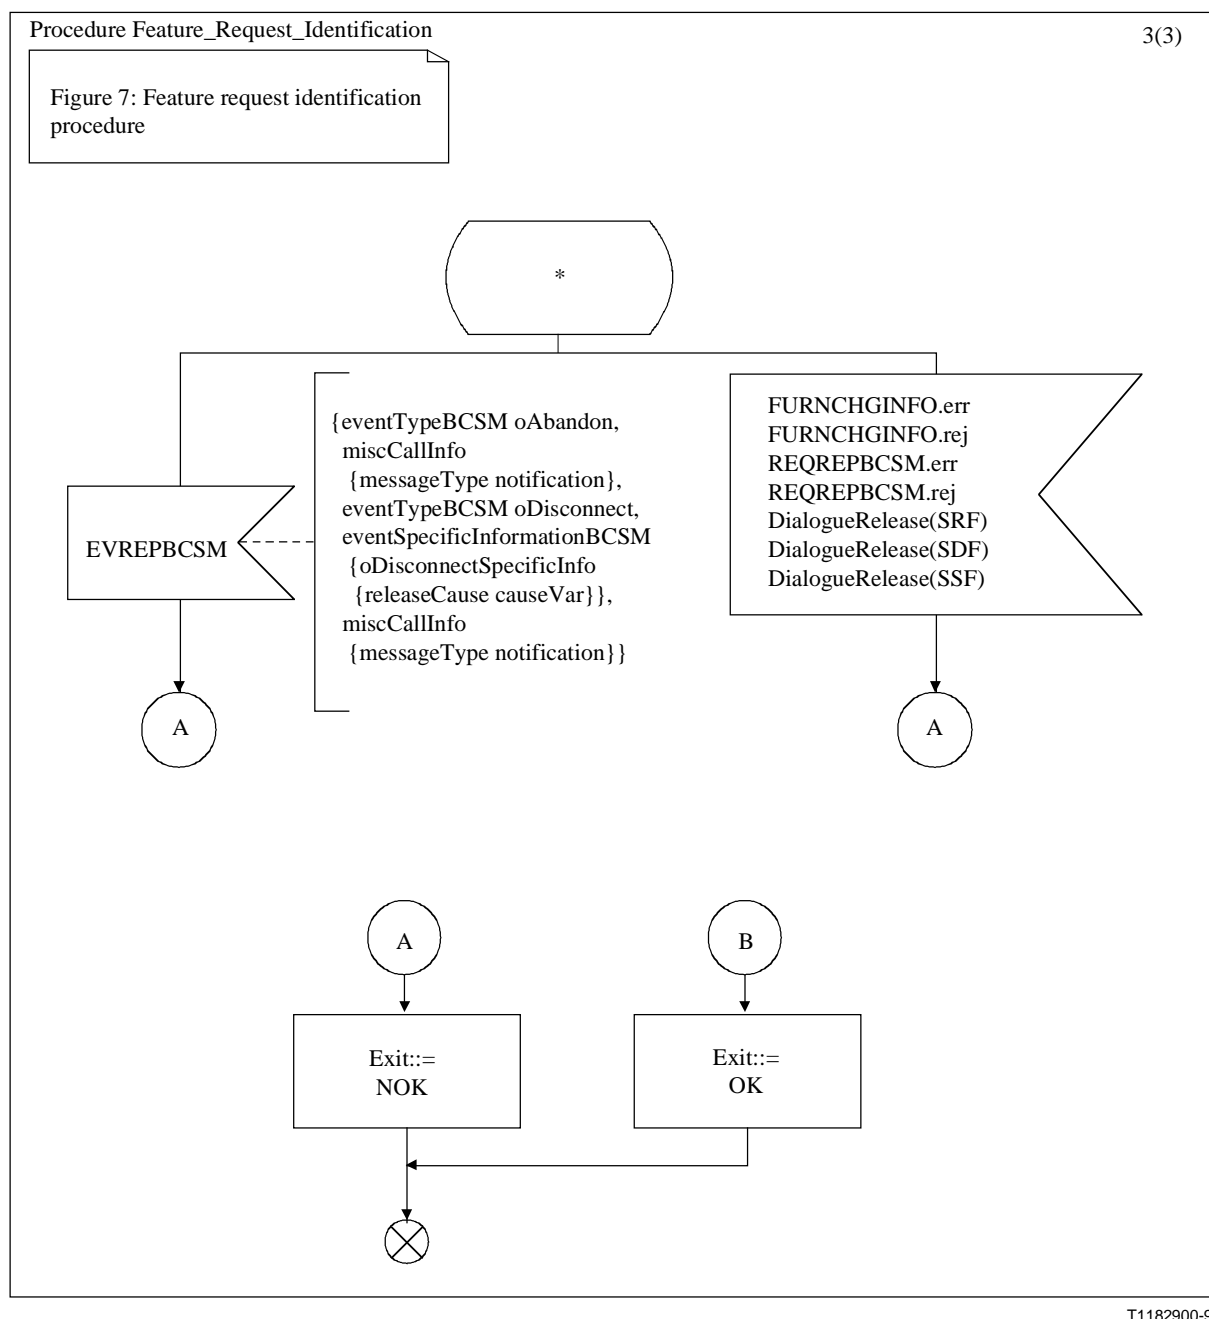 Procedure Feature_Request_Identification
3(3)
Figure 7: Feature request identification
procedure
*
{eventTypeBCSM oAbandon,
miscCallInfo
{messageType notification},
eventTypeBCSM oDisconnect,
eventSpecificInformationBCSM
{oDisconnectSpecificInfo
{releaseCause causeVar}},
miscCallInfo
{messageType notification}}
EVREPBCSM
FURNCHGINFO.err
FURNCHGINFO.rej
REQREPBCSM.err
REQREPBCSM.rej
DialogueRelease(SRF)
DialogueRelease(SDF)
DialogueRelease(SSF)
A
A
A
B
Exit::=
NOK
Exit::=
OK
T1182900-9